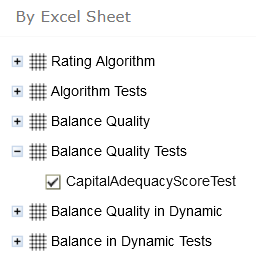 By Excel Sheet
Rating Algorithm
Algorithm Tests
Balance Quality
Balance Quality Tests
CapitalAdequacyScoreTest
Balance Quality in Dynamic
Balance in Dynamic Tests